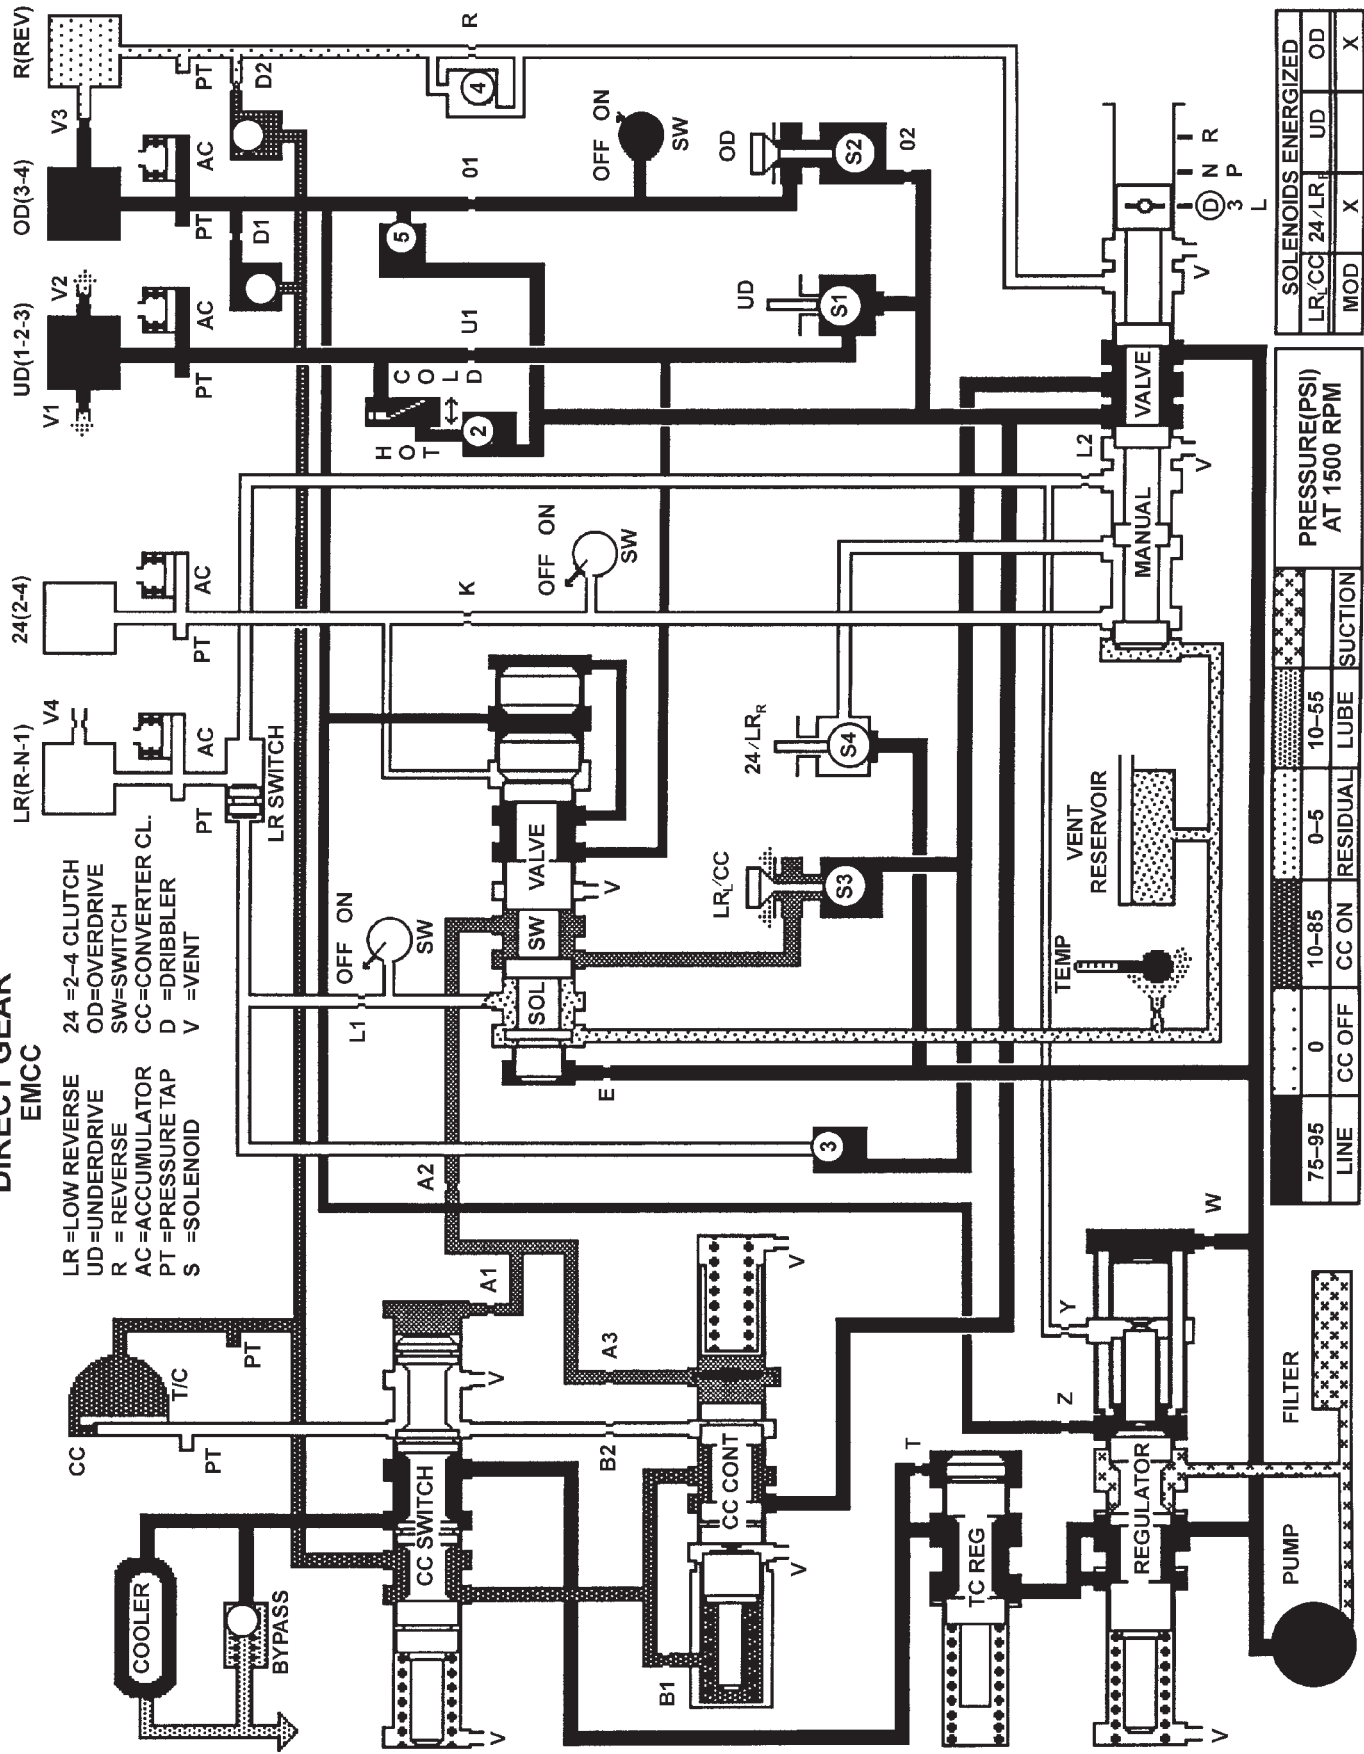 DIRECT GEAR
EMCC
LR =LOW REVERSE
UD =UNDERDRIVE
R = REVERSE
AC =ACCUMULATOR
PT =PRESSURE TAP
S =SOLENOID
24 =2–4 CLUTCH
OD=OVERDRIVE
SW=SWITCH
CC =CONVERTER CL.
D =DRIBBLER
V =VENT
LR(R-N-1)
24(2-4)
UD(1-2-3)
OD(3-4)
R(REV)
V4
V1
V2
V3
PT
AC
PT
AC
PT
AC
PT
AC
PT
LR SWITCH
D1
D2
K
U1
01
R
4
5
2
C
O
L
D
H
O
T
OFF ON
SW
OFF ON
SW
OFF ON
SW
L1
CC
T/C
PT
PT
COOLER
BYPASS
A1
A2
A3
B1
B2
CC SWITCH
V
V
CC CONT
V
V
SOL
SW
VALVE
V
E
3
LRL/CC
S3
24/LRR
S4
UD
S1
OD
S2
02
TEMP
VENT
RESERVOIR
T
TC REG
Z
Y
W
REGULATOR
V
PUMP
FILTER
L2
MANUAL
VALVE
V
V
D N R
3 P
L
LINE
75–95
CC OFF
0
CC ON
10–85
RESIDUAL
0–5
LUBE
10–55
SUCTION
PRESSURE(PSI)
AT 1500 RPM
SOLENOIDS ENERGIZED
LRL/CC 24/LRR UD OD
MOD X X